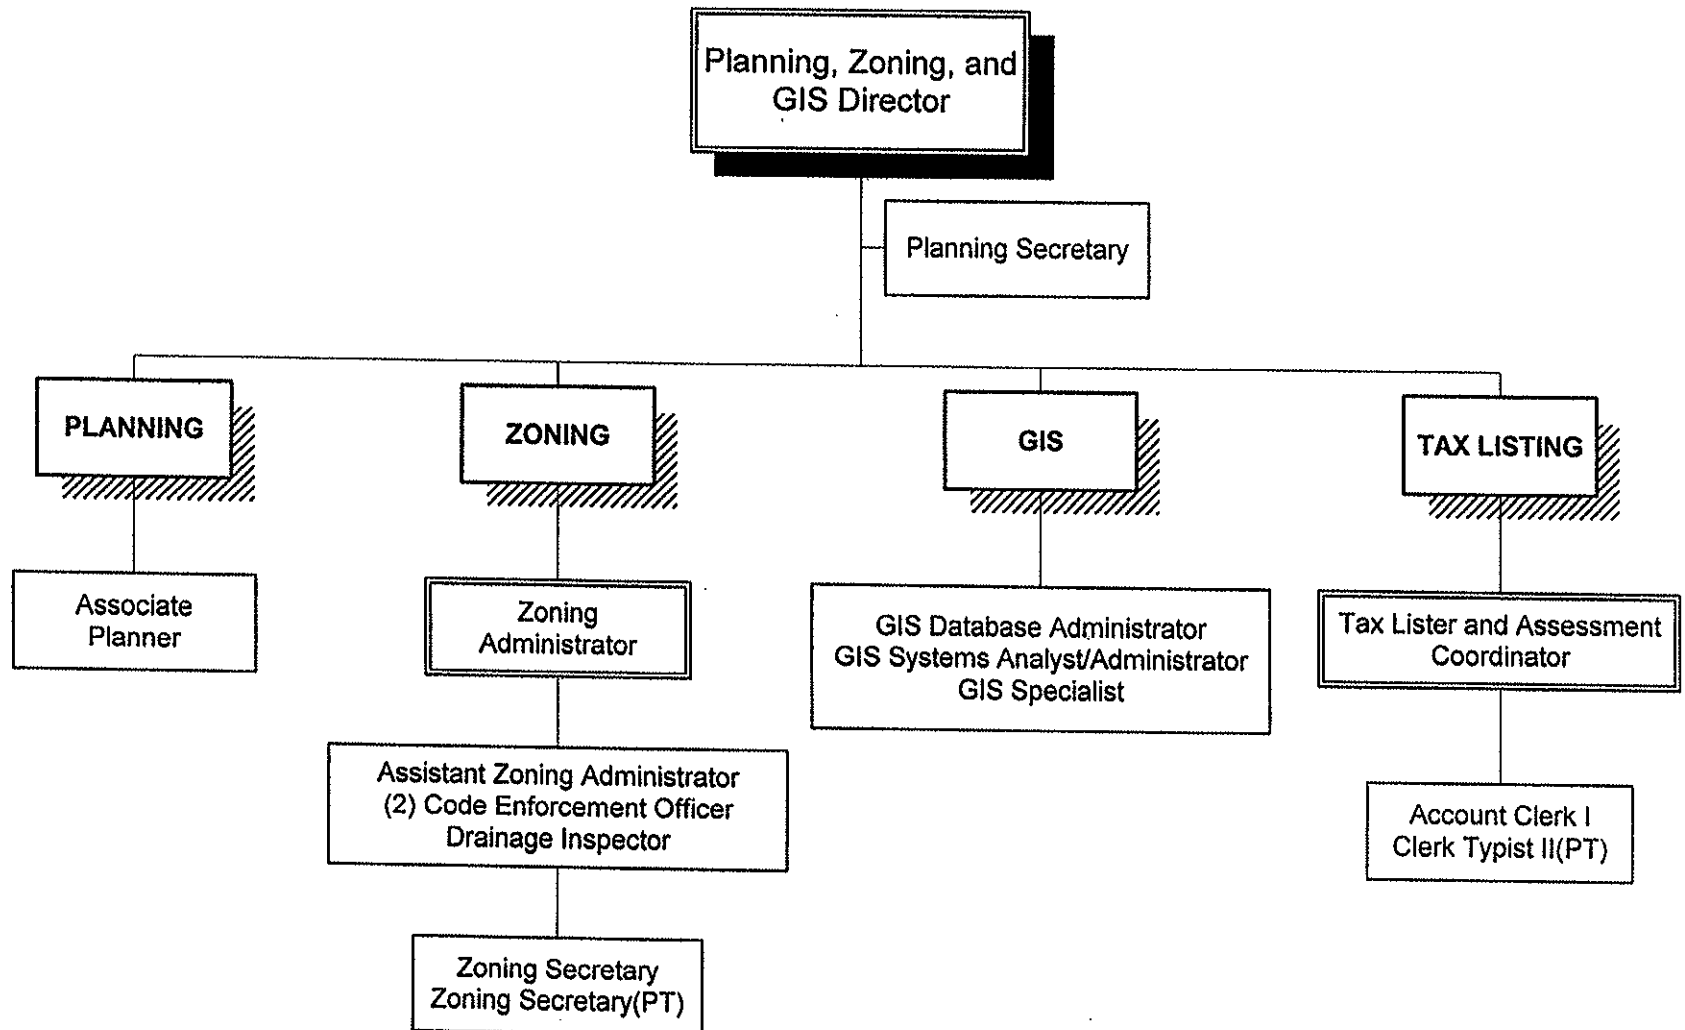 Planning, Zoning, and
GIS Director
Planning Secretary
PLANNING
ZONING
GIS
TAX LISTING
Associate
Planner
Zoning
Administrator
GIS Database Administrator
GIS Systems Analyst/Administrator
GIS Specialist
Tax Lister and Assessment
Coordinator
Assistant Zoning Administrator
(2) Code Enforcement Officer
Drainage Inspector
Account Clerk I
Clerk Typist II(PT)
Zoning Secretary
Zoning Secretary(PT)